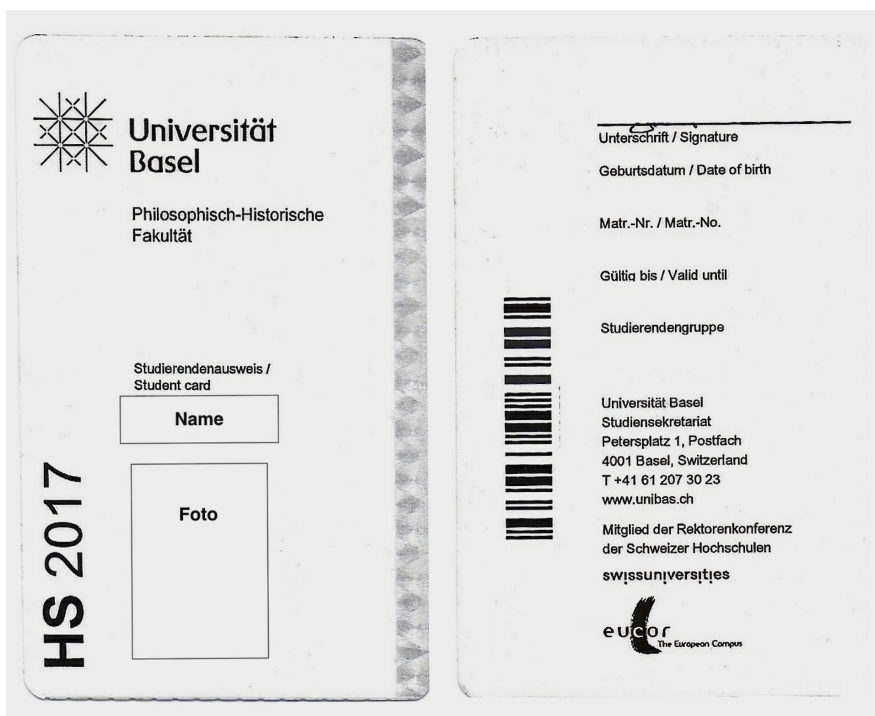 Universität
Basel
Philosophisch-Historische
Fakultät
Studierendenausweis /
Student card
Name
Foto
HS 2017
Unterschrift / Signature
Geburtsdatum / Date of birth
Matr.-Nr. / Matr.-No.
Gültig bis / Valid until
Studierendengruppe
Universität Basel
Studiensekretariat
Petersplatz 1, Postfach
4001 Basel, Switzerland
T +41 61 207 30 23
www.unibas.ch
Mitglied der Rektorenkonferenz
der Schweizer Hochschulen
swissuniversities
eucor
The European Campus